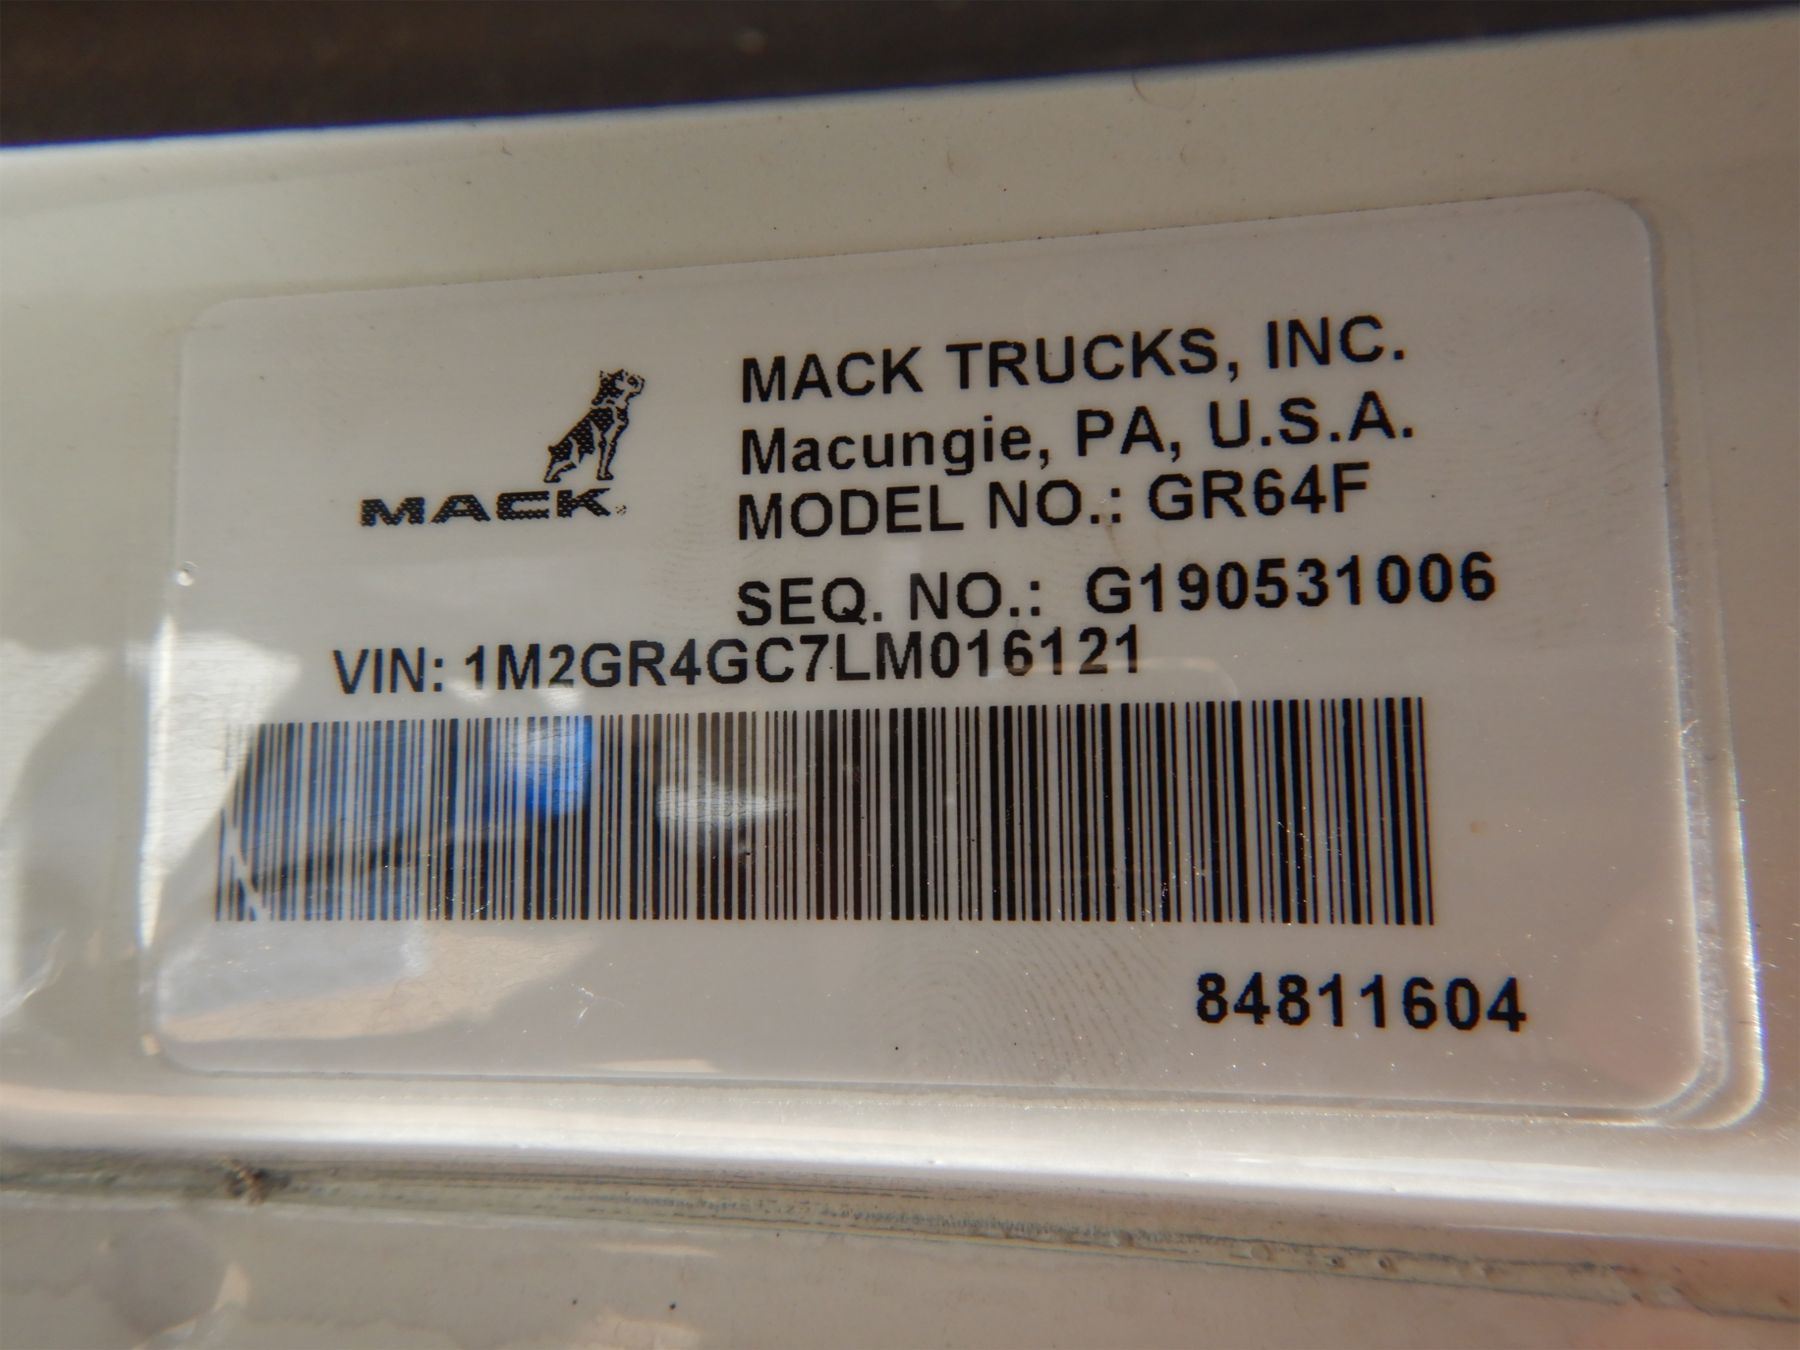 MACK TRUCKS, INC.
Macungie, PA, U.S.A.
MACK
MODEL NO.: GR64F
SEQ. NO.: G190531006
VIN: 1M2GR4GC7LM016121
84811604